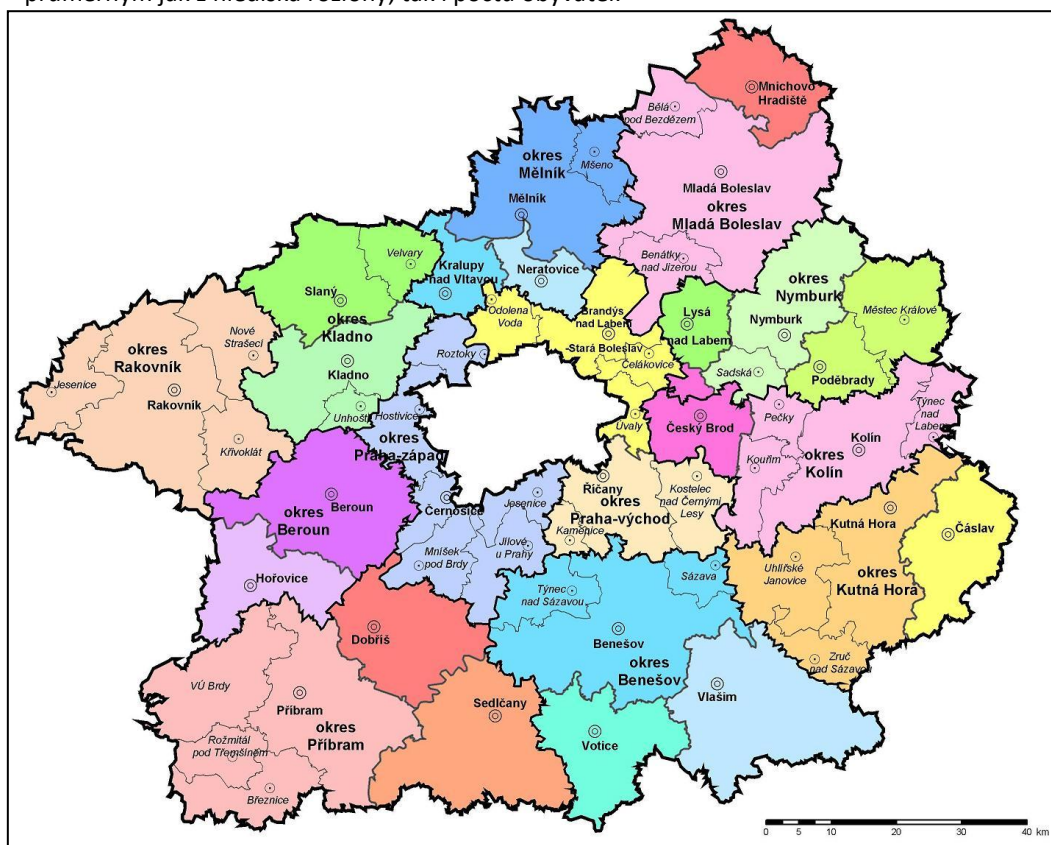 průměrným jak z hlediska rozlohy, tak i počtu obyvatel.
Mnichovo
Hradiště
Bělá
pod Bezdězem
okres
Mělník
Mšeno
Mělník
Mladá Boleslav
okres
Mladá Boleslav
Benátky
nad Jizerou
Velvary
Slaný
okres
Kladno
Kladno
Unhošť
Kralupy
nad Vltavou
Neratovice
Odolena
Voda
Brandýs
nad Labem
-Stará Boleslav
Čelákovice
Úvaly
Lysá
nad Labem
okres
Nymburk
Nymburk
Sadská
Městec Králové
Poděbrady
Nové
Strašecí
okres
Rakovník
Jesenice
Rakovník
Křivoklát
Roztoky
Hostivice
okres
Praha-západ
Černošice
Jesenice
Mníšek
pod Brdy
Jílové
u Prahy
Český Brod
Pečky
Týnec
nad
Labem
Kolín
Kouřim
okres
Kolín
Beroun
okres
Beroun
Hořovice
Říčany
okres
Praha-východ
Kostelec
nad Černými
Lesy
Kamenice
Kutná Hora
Čáslav
Uhlířské
Janovice
okres
Kutná Hora
Zruč
nad Sázavou
Týnec
nad Sázavou
Sázava
Benešov
okres
Benešov
Vlašim
Votice
Dobříš
Sedlčany
VÚ Brdy
Příbram
okres
Příbram
Rožmitál
pod Třemšínem
Březnice
0 5 10 20 30 40 km